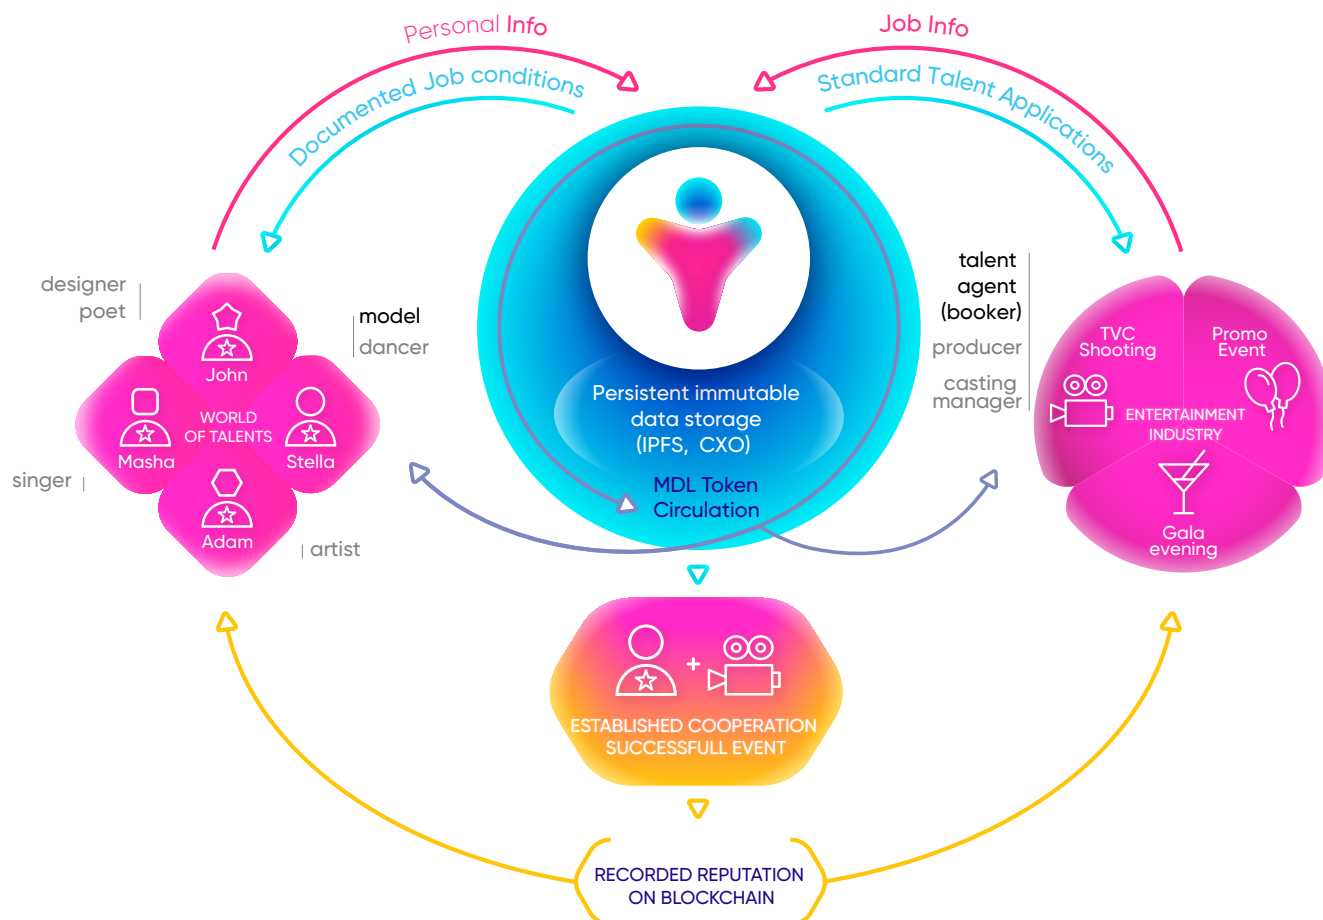 Personal Info
Job Info
Documented Job conditions
Standard Talent Applications
designer
poet
model
dancer
singer
artist
John
Masha
WORLD
OF TALENTS
Stella
Adam
Persistent immutable
data storage
(IPFS, CXO)
MDL Token
Circulation
talent
agent
(booker)
producer
casting
manager
TVC
Shooting
Promo
Event
ENTERTAINMENT
INDUSTRY
Gala
evening
+
ESTABLISHED COOPERATION
SUCCESSFULL EVENT
RECORDED REPUTATION
ON BLOCKCHAIN